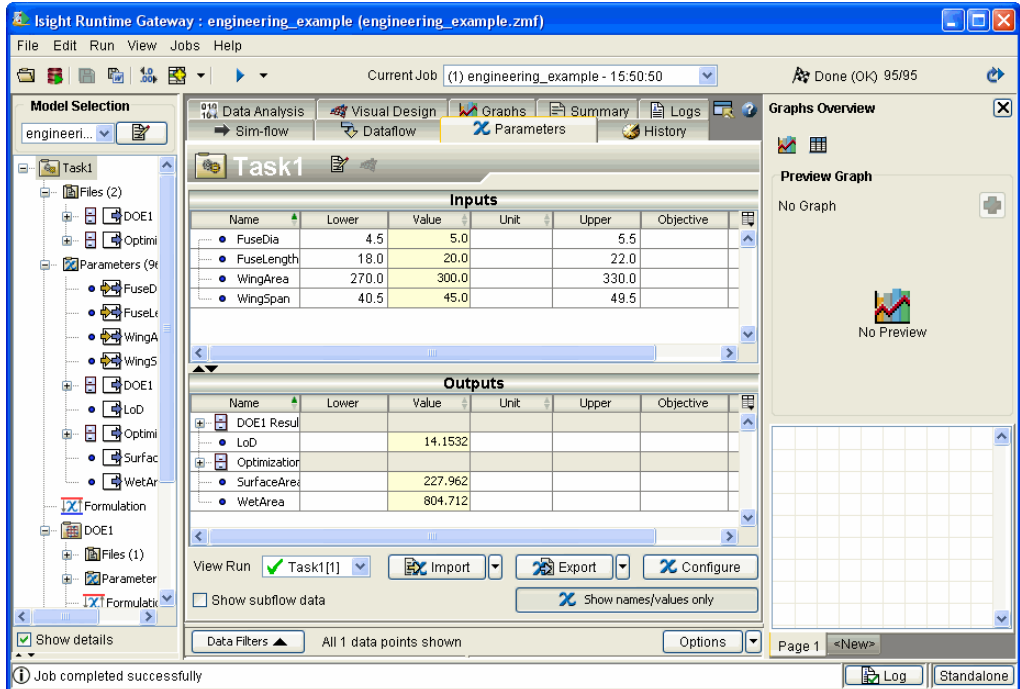 Isight Runtime Gateway : engineering_example (engineering_example.zmf)
File Edit Run View Jobs Help
Current Job (1) engineering_example - 15:50:50
Done (OK) 95/95
Model Selection
engineeri...
Task1
Files (2)
DOE1
Optimi
Parameters (96
FuseD
FuseLe
WingA
WingS
DOE1
LoD
Optimi
Surfac
WetAr
Formulation
DOE1
Files (1)
Parameter
Formulatic
Show details
Data Analysis Visual Design Graphs Summary Logs
Sim-flow Dataflow Parameters History
Task1
Inputs
Name Lower Value Unit Upper Objective
FuseDia 4.5 5.0 5.5
FuseLength 18.0 20.0 22.0
WingArea 270.0 300.0 330.0
WingSpan 40.5 45.0 49.5
Outputs
Name Lower Value Unit Upper Objective
DOE1 Resul
LoD 14.1532
Optimization
SurfaceArea 227.962
WetArea 804.712
View Run Task1[1] Import Export Configure
Show subflow data Show names/values only
Data Filters All 1 data points shown Options
Graphs Overview
Preview Graph
No Graph
No Preview
Page 1 <New>
Job completed successfully
Log Standalone